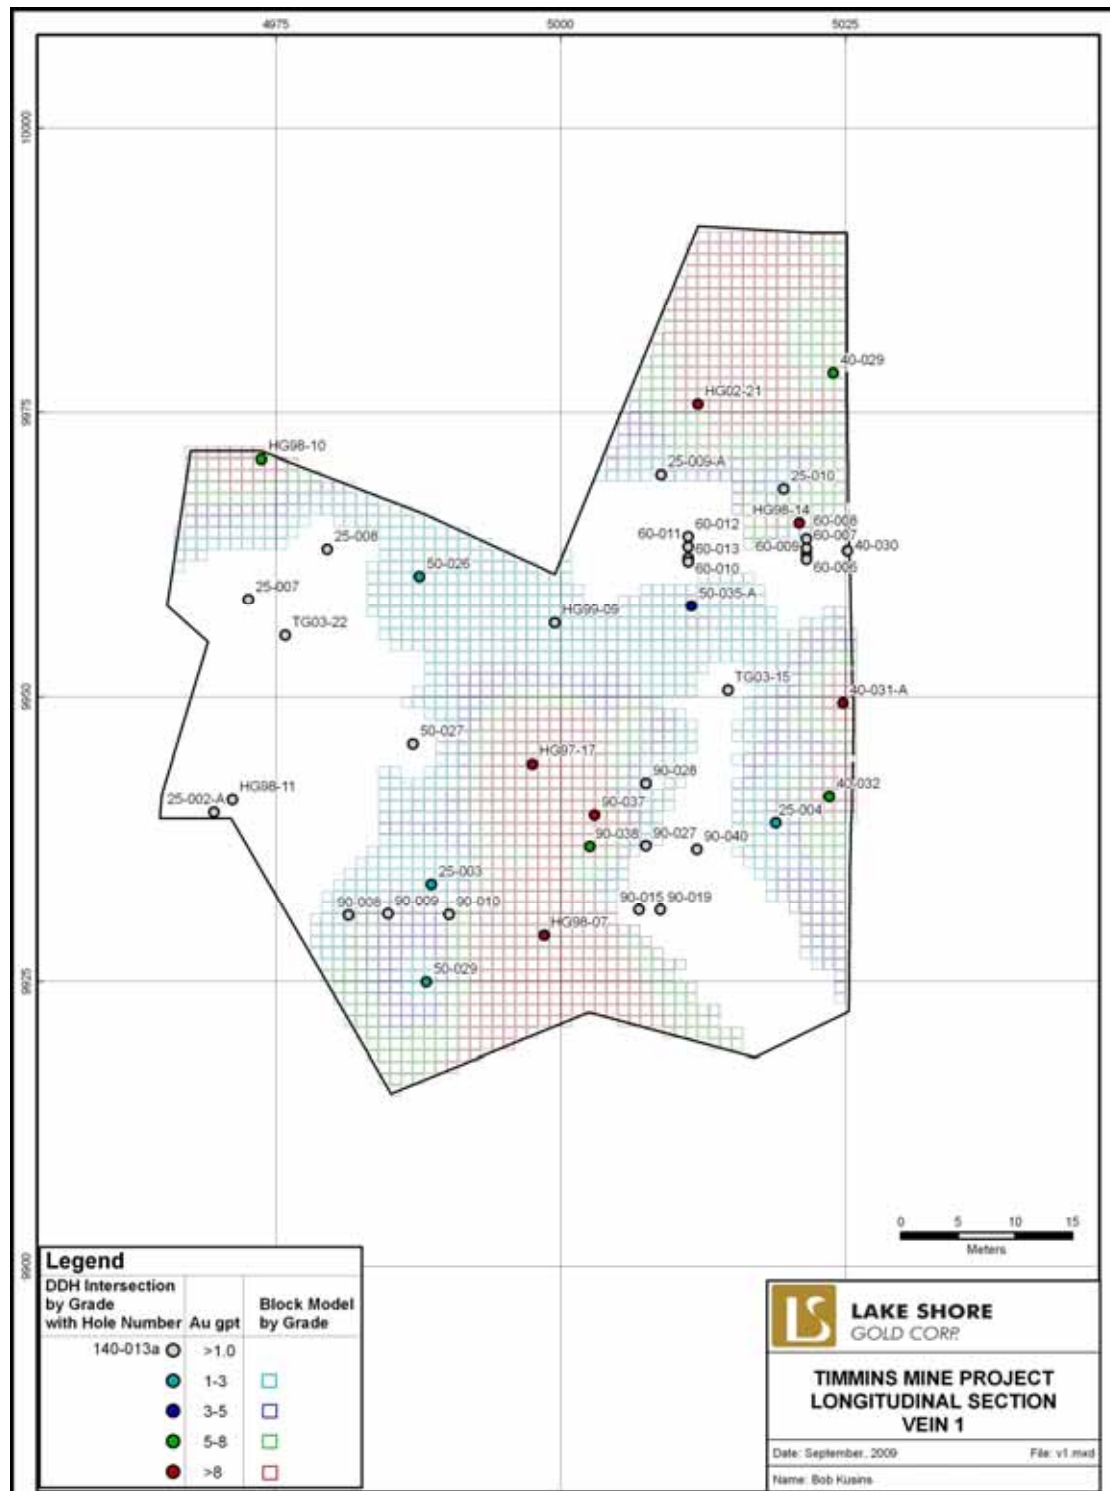 4975
5000
5025
10000
9975
9950
9925
9900
40-029
HG02-21
HG98-10
25-009-A
25-010
HG98-14
60-008
60-012
60-011
60-007
25-008
60-013
60-009
40-030
60-010
60-006
50-026
25-007
50-035-A
HG99-09
TG03-22
TG03-15
40-031-A
50-027
HG97-17
90-028
40-032
HG98-11
25-002-A
90-037
25-004
90-038
90-027
90-040
25-003
90-008
90-009
90-010
90-015
90-019
HG98-07
50-029
0 5 10 15
Meters
Legend
DDH Intersection
by Grade
with Hole Number
Au gpt
Block Model
by Grade
140-013a
>1.0
1-3
3-5
5-8
>8
LS
LAKE SHORE
GOLD CORP.
TIMMINS MINE PROJECT
LONGITUDINAL SECTION
VEIN 1
Date: September, 2009
File: v1.mxd
Name: Bob Kusins